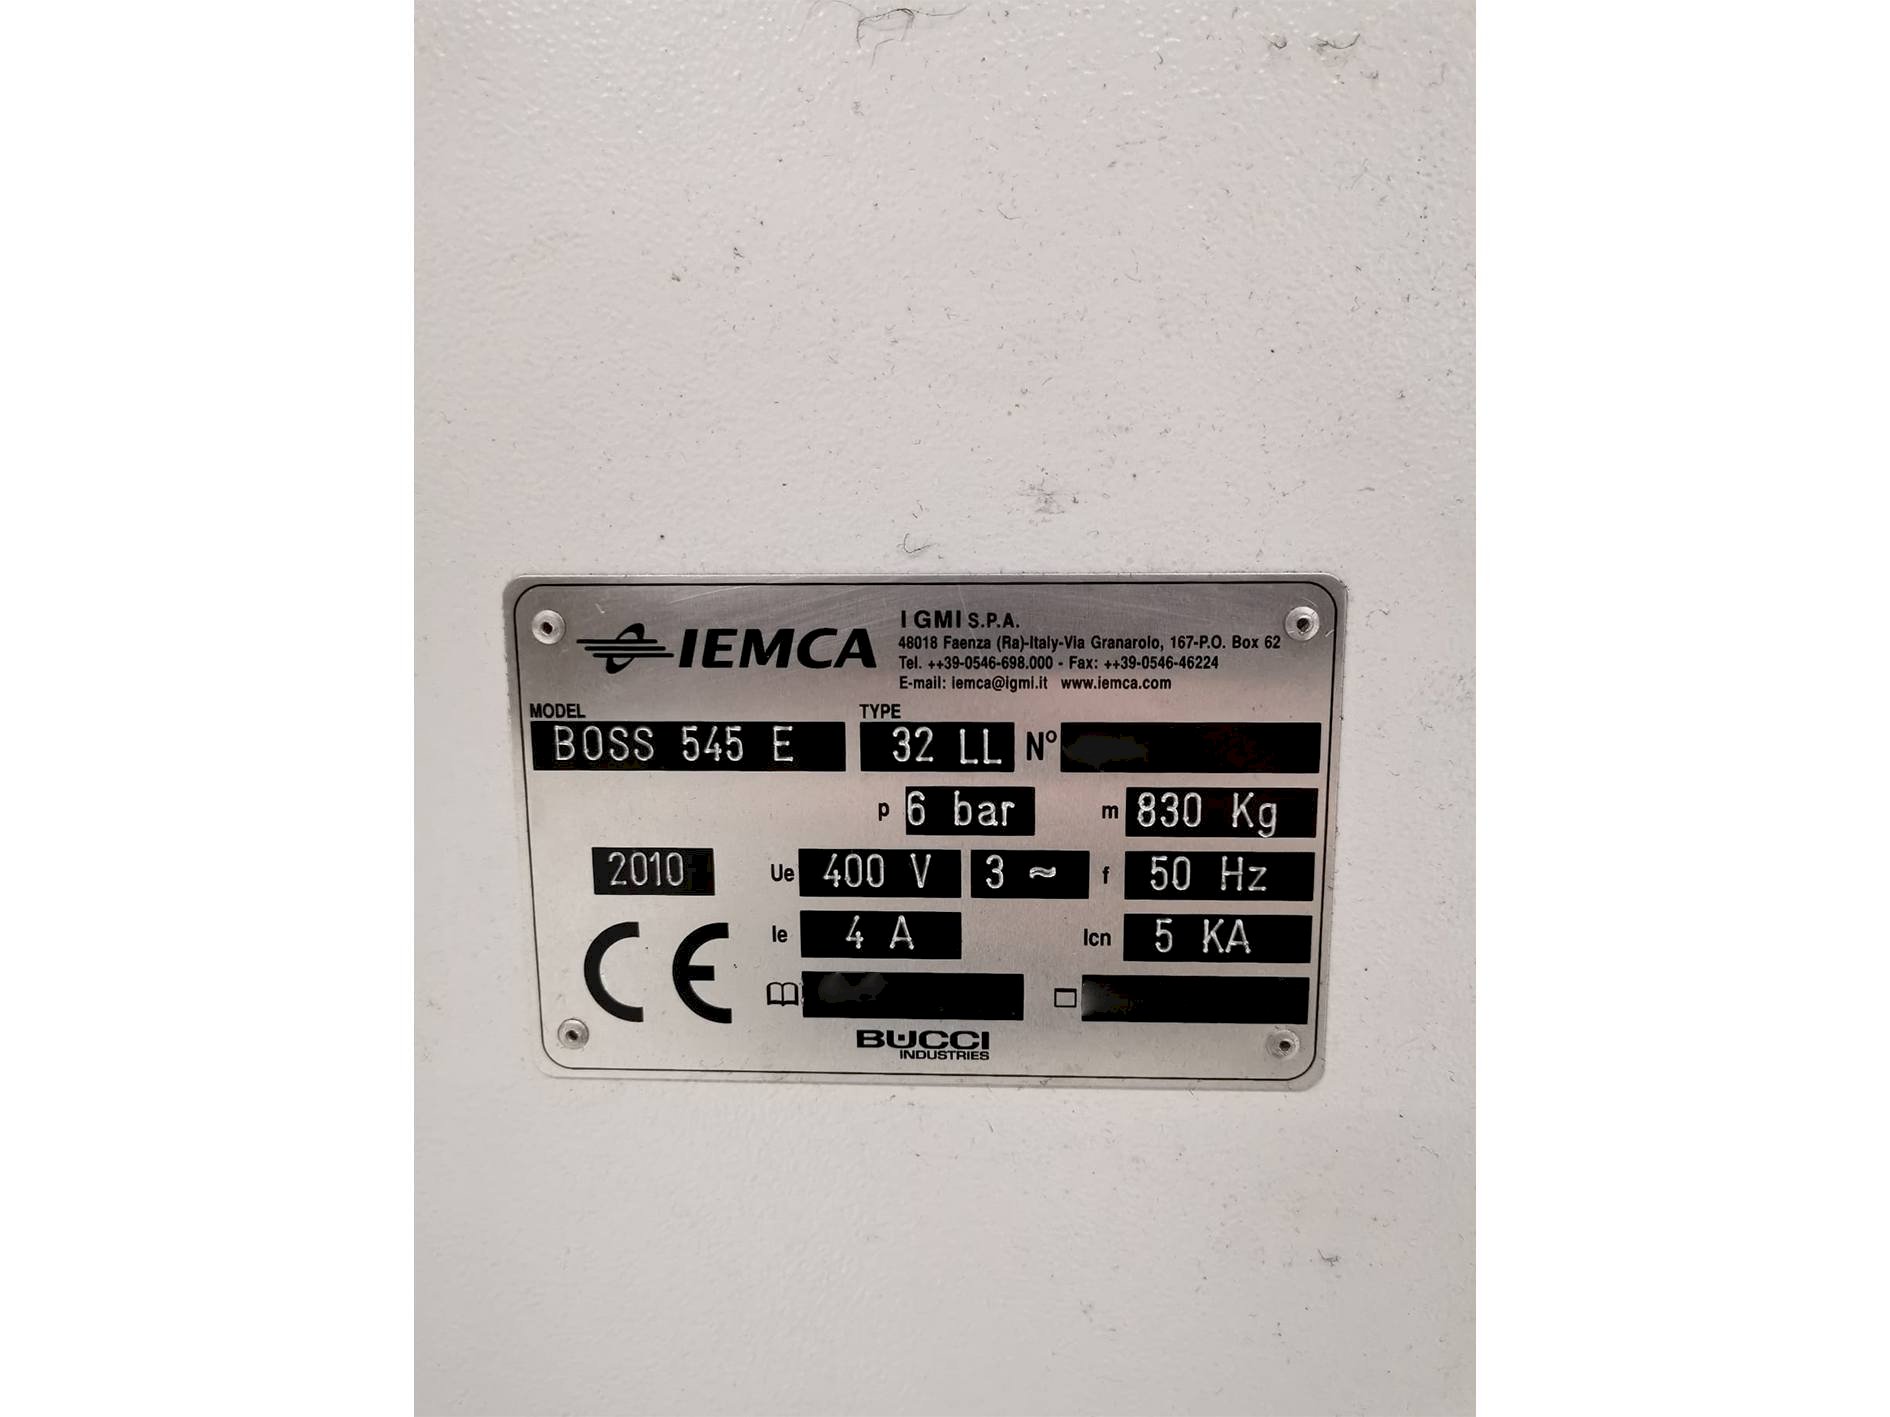 IEMCA
IGMI S.P.A.
48018 Faenza (Ra)-Italy-Via Granarolo, 167-P.O. Box 62
Tel. ++39-0546-698.000 - Fax: ++39-0546-46224
E-mail: iemca@igmi.it www.iemca.com
MODEL TYPE
BOSS 545 E 32 LL N°
p 6 bar m 830 Kg
2010 Ue 400 V 3 ~ f 50 Hz
CE Ie 4 A Icn 5 KA
BUCCI
INDUSTRIES